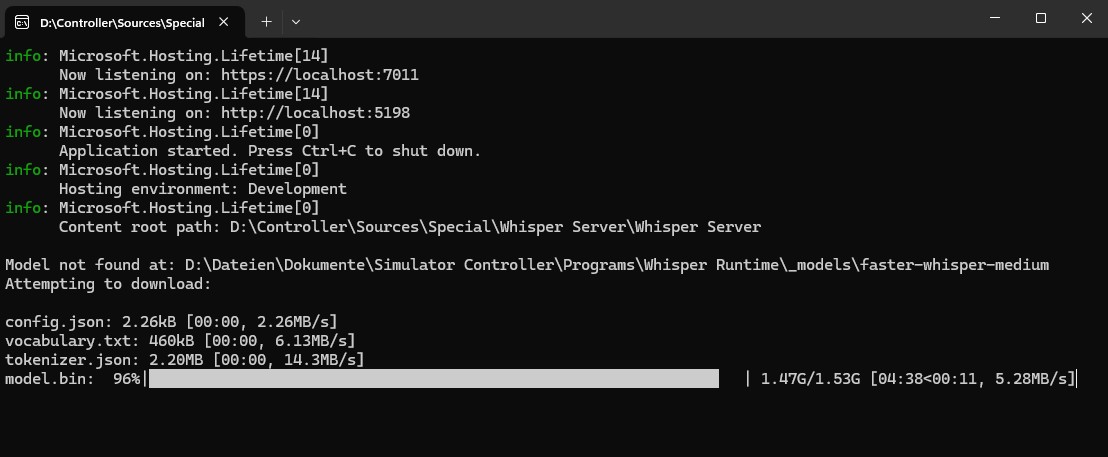 D:\Controller\Sources\Special
info: Microsoft.Hosting.Lifetime[14]
Now listening on: https://localhost:7011
info: Microsoft.Hosting.Lifetime[14]
Now listening on: http://localhost:5198
info: Microsoft.Hosting.Lifetime[0]
Application started. Press Ctrl+C to shut down.
info: Microsoft.Hosting.Lifetime[0]
Hosting environment: Development
info: Microsoft.Hosting.Lifetime[0]
Content root path: D:\Controller\Sources\Special\Whisper Server\Whisper Server
Model not found at: D:\Dateien\Dokumente\Simulator Controller\Programs\Whisper Runtime\_models\faster-whisper-medium
Attempting to download:
config.json: 2.26kB [00:00, 2.26MB/s]
vocabulary.txt: 460kB [00:00, 6.13MB/s]
tokenizer.json: 2.20MB [00:00, 14.3MB/s]
model.bin:  96%| | 1.47G/1.53G [04:38<00:11, 5.28MB/s]